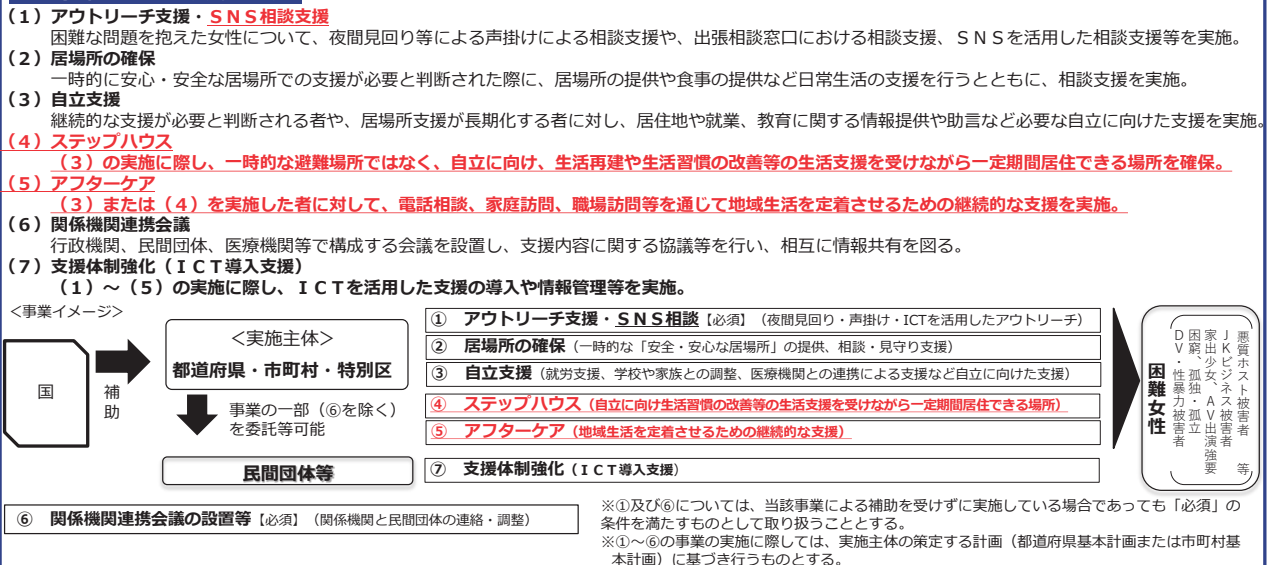 （１）アウトリーチ支援・ＳＮＳ相談支援
困難な問題を抱えた女性について、夜間見回り等による声掛けによる相談支援や、出張相談窓口における相談支援、ＳＮＳを活用した相談支援等を実施。
（２）居場所の確保
一時的に安心・安全な居場所での支援が必要と判断された際に、居場所の提供や食事の提供など日常生活の支援を行うとともに、相談支援を実施。
（３）自立支援
継続的な支援が必要と判断される者や、居場所支援が長期化する者に対し、居住地や就業、教育に関する情報提供や助言など必要な自立に向けた支援を実施。
（４）ステップハウス
（３）の実施に際し、一時的な避難場所ではなく、自立に向け、生活再建や生活習慣の改善等の生活支援を受けながら一定期間居住できる場所を確保。
（５）アフターケア
（３）または（４）を実施した者に対して、電話相談、家庭訪問、職場訪問等を通じて地域生活を定着させるための継続的な支援を実施。
（６）関係機関連携会議
行政機関、民間団体、医療機関等で構成する会議を設置し、支援内容に関する協議等を行い、相互に情報共有を図る。
（７）支援体制強化（ＩＣＴ導入支援）
（１）～（５）の実施に際し、ＩＣＴを活用した支援の導入や情報管理等を実施。
＜事業イメージ＞
国
補助
＜実施主体＞
都道府県・市町村・特別区
事業の一部（⑥を除く）
を委託等可能
民間団体等
① アウトリーチ支援・ＳＮＳ相談【必須】（夜間見回り・声掛け・ICTを活用したアウトリーチ）
② 居場所の確保（一時的な「安全・安心な居場所」の提供、相談・見守り支援）
③ 自立支援（就労支援、学校や家族との調整、医療機関との連携による支援など自立に向けた支援）
④ ステップハウス（自立に向け生活習慣の改善等の生活支援を受けながら一定期間居住できる場所）
⑤ アフターケア（地域生活を定着させるための継続的な支援）
⑦ 支援体制強化（ＩＣＴ導入支援）
困難女性
悪質ホスト被害者 等
ＪＫビジネス被害者
家出少女、ＡＶ出演強要
困窮、孤独・孤立
ＤＶ・性暴力被害者
⑥ 関係機関連携会議の設置等【必須】（関係機関と民間団体の連絡・調整）
※①及び⑥については、当該事業による補助を受けずに実施している場合であっても「必須」の
条件を満たすものとして取り扱うこととする。
※①～⑥の事業の実施に際しては、実施主体の策定する計画（都道府県基本計画または市町村基
本計画）に基づき行うものとする。